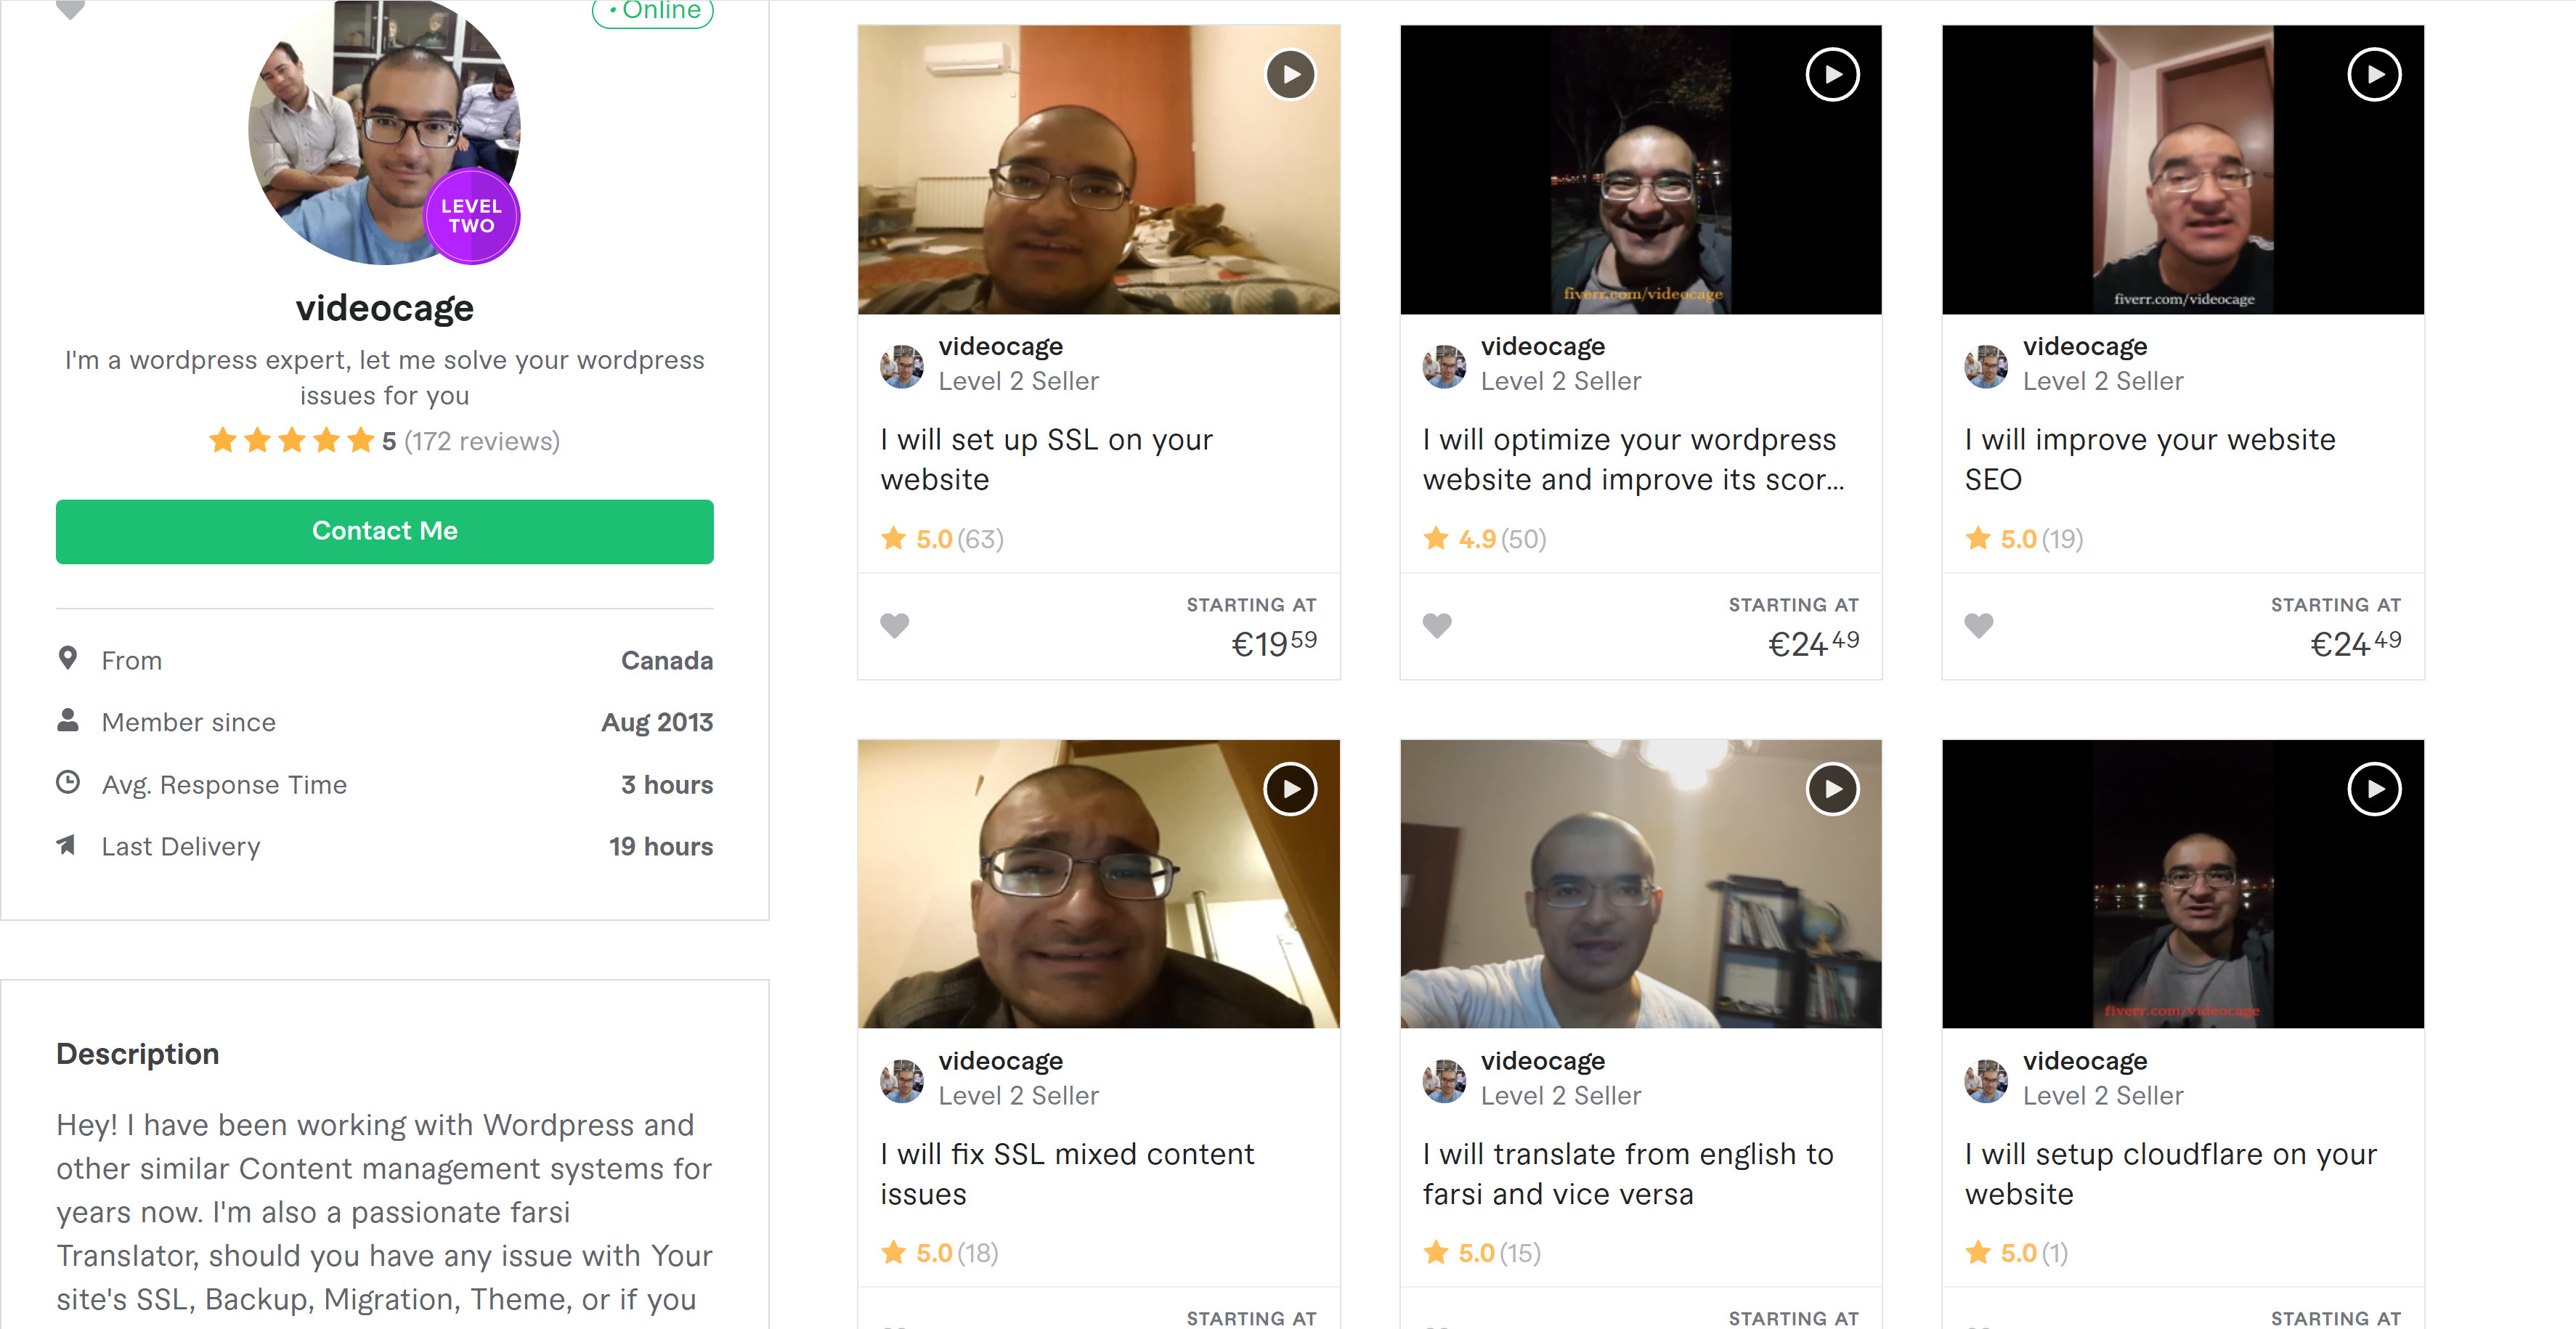 • Online
LEVEL
TWO
videocage
I'm a wordpress expert, let me solve your wordpress
issues for you
5 (172 reviews)
Contact Me
From Canada
Member since Aug 2013
Avg. Response Time 3 hours
Last Delivery 19 hours
Description
Hey! I have been working with Wordpress and
other similar Content management systems for
years now. I'm also a passionate farsi
Translator, should you have any issue with Your
site's SSL, Backup, Migration, Theme, or if you
videocage
Level 2 Seller
I will set up SSL on your
website
5.0 (63)
STARTING AT
€19 59
fiverr.com/videocage
videocage
Level 2 Seller
I will optimize your wordpress
website and improve its scor...
4.9 (50)
STARTING AT
€24 49
fiverr.com/videocage
videocage
Level 2 Seller
I will improve your website
SEO
5.0 (19)
STARTING AT
€24 49
videocage
Level 2 Seller
I will fix SSL mixed content
issues
5.0 (18)
STARTING AT
videocage
Level 2 Seller
I will translate from english to
farsi and vice versa
5.0 (15)
STARTING AT
fiverr.com/videocage
videocage
Level 2 Seller
I will setup cloudflare on your
website
5.0 (1)
STARTING AT